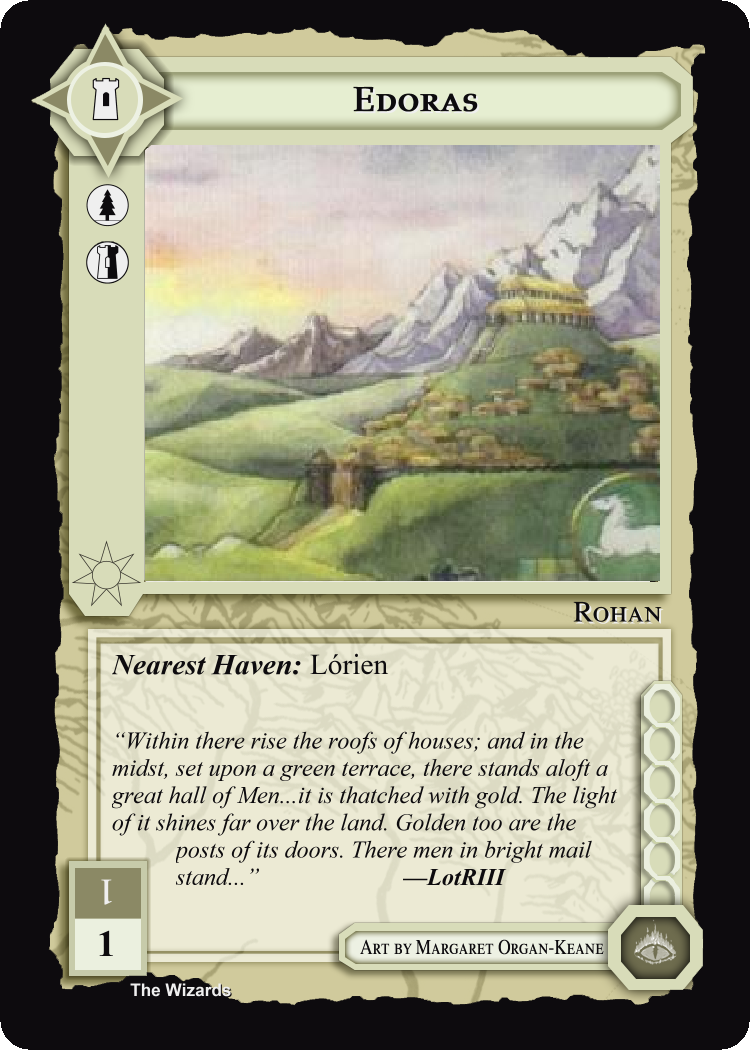 Edoras
Rohan
Nearest Haven: Lórien
“Within there rise the roofs of houses; and in the
midst, set upon a green terrace, there stands aloft a
great hall of Men...it is thatched with gold. The light
of it shines far over the land. Golden too are the
posts of its doors. There men in bright mail
stand...” —LotRIII
1
1
Art by Margaret Organ-Keane
The Wizards